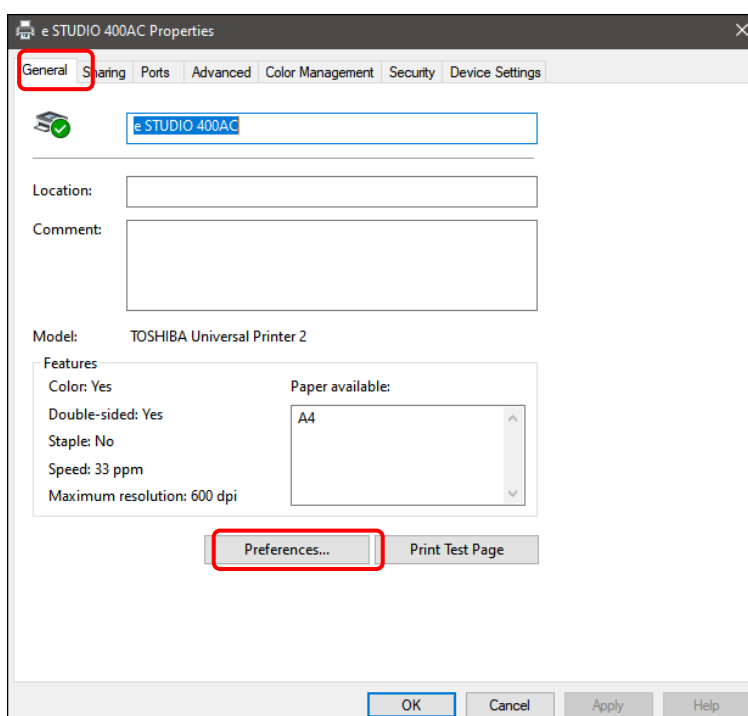 e STUDIO 400AC Properties
General Sharing Ports Advanced Color Management Security Device Settings
e STUDIO 400AC
Location:
Comment:
Model: TOSHIBA Universal Printer 2
Features
Color: Yes Paper available:
Double-sided: Yes A4
Staple: No
Speed: 33 ppm
Maximum resolution: 600 dpi
Preferences... Print Test Page
OK Cancel Apply Help